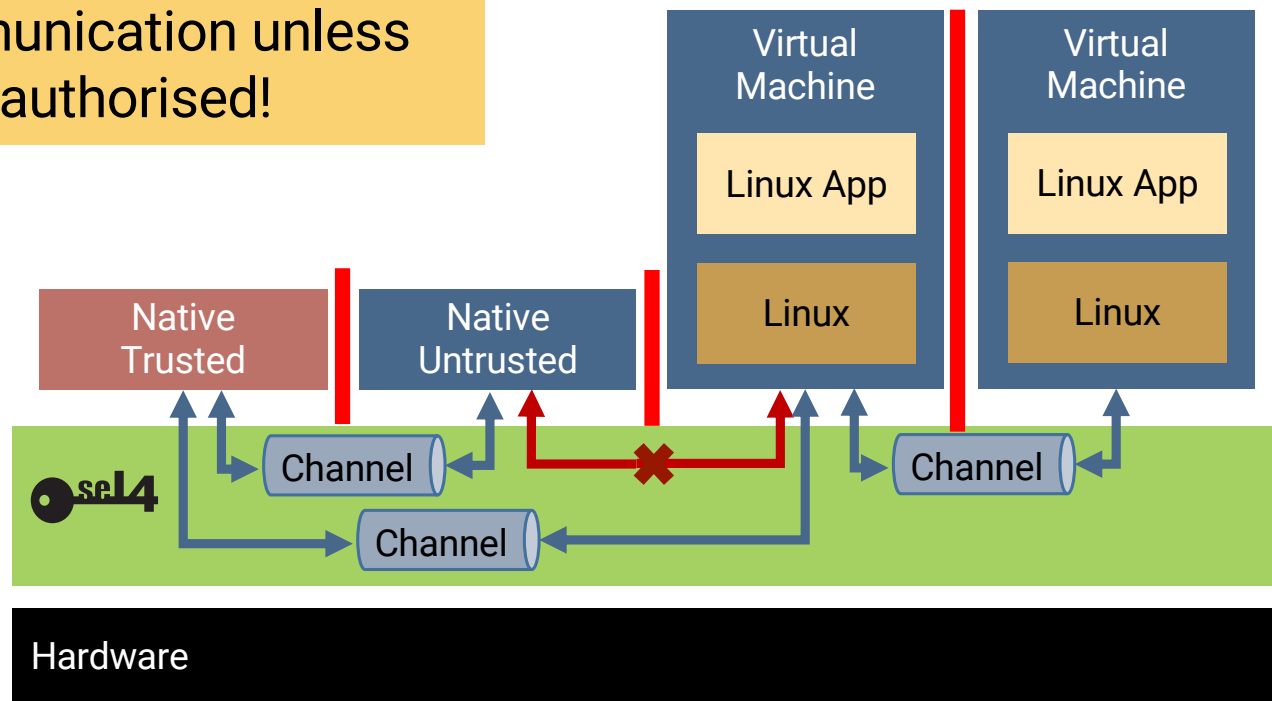 unication unless
authorised!
Virtual
Machine
Linux App
Linux
Virtual
Machine
Linux App
Linux
Native
Trusted
Native
Untrusted
Channel
Channel
Channel
seL4
Hardware